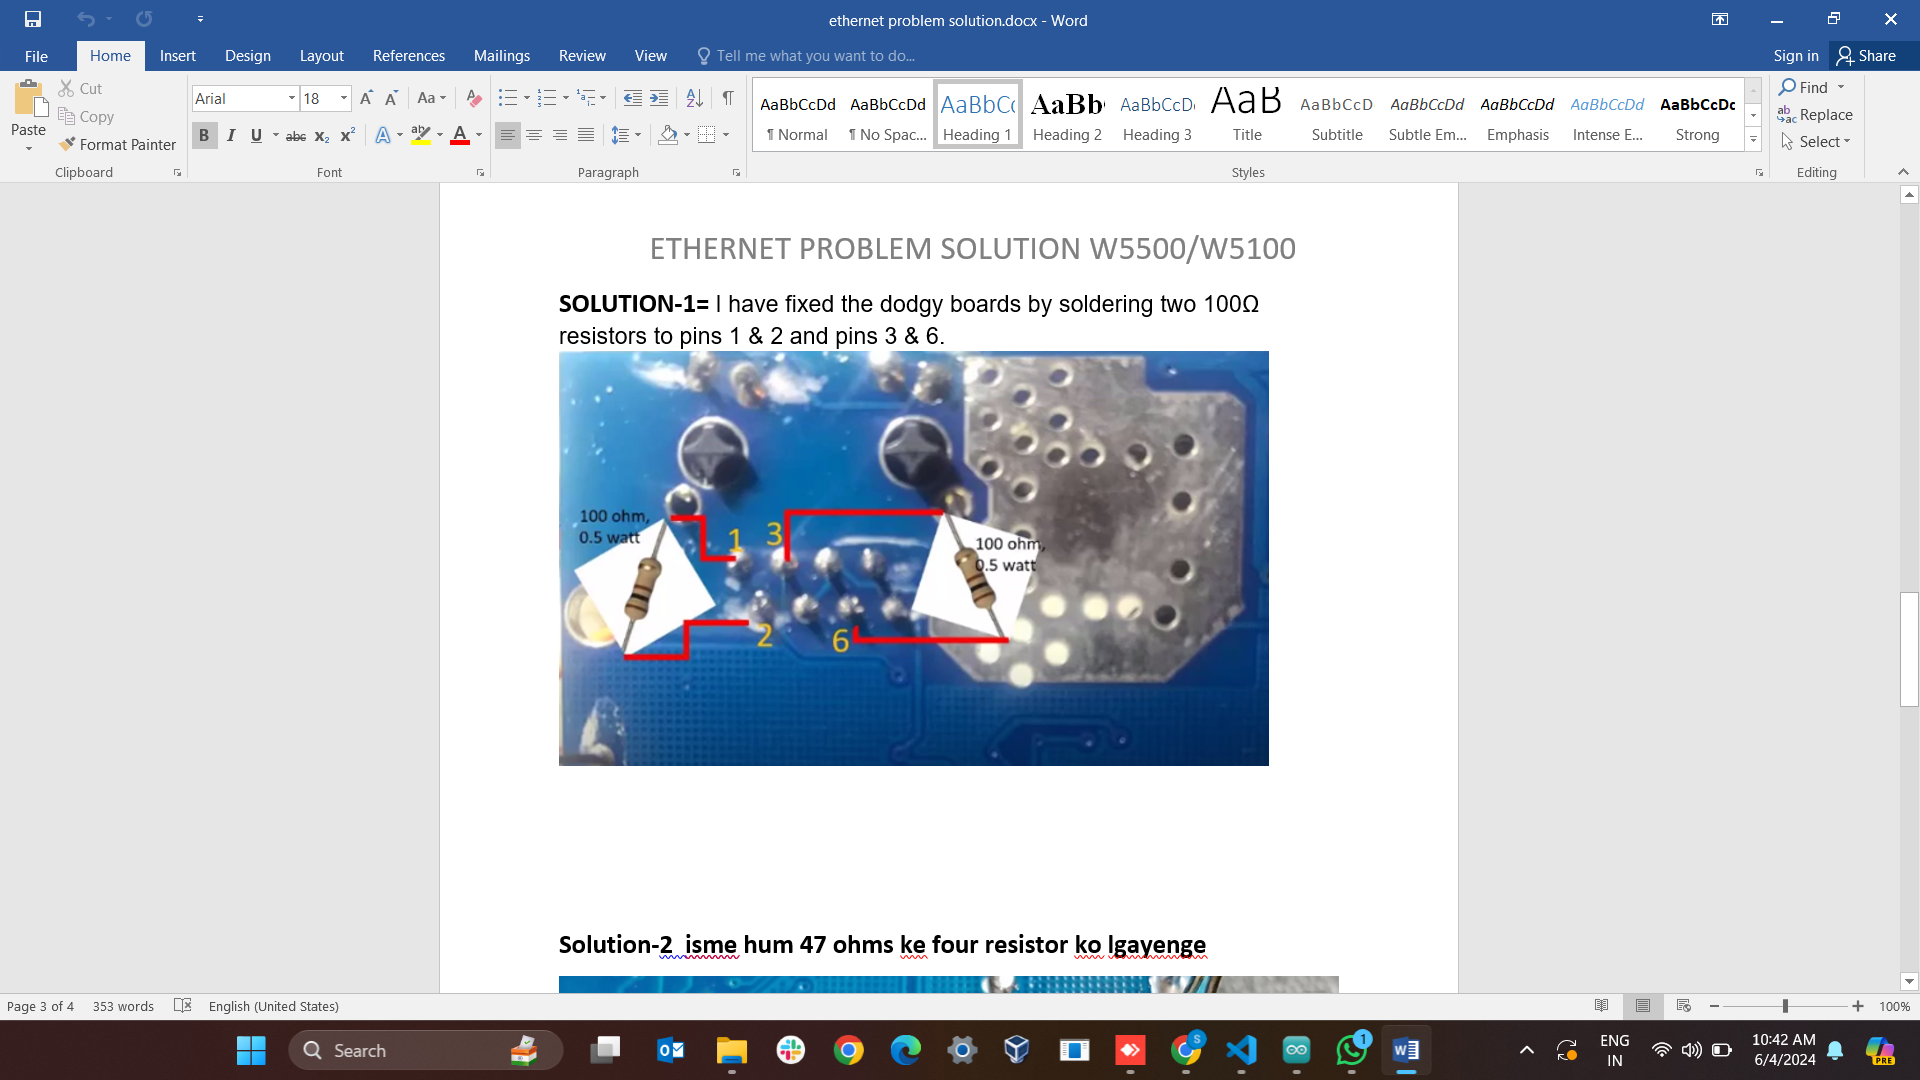 ethernet problem solution.docx - Word
File Home Insert Design Layout References Mailings Review View Tell me what you want to do... Sign in Share
Cut
Copy
Format Painter
Paste
Arial 18
Clipboard Font Paragraph Styles Editing
AaBbCcDd AaBbCcDd AaBbCc AaBb AaBbCcD AaB AaBbCcD AaBbCcDd AaBbCcDd AaBbCcDd AaBbCcDc
¶ Normal ¶ No Spac... Heading 1 Heading 2 Heading 3 Title Subtitle Subtle Em... Emphasis Intense E... Strong
Find
Replace
Select
ETHERNET PROBLEM SOLUTION W5500/W5100
SOLUTION-1= I have fixed the dodgy boards by soldering two 100Ω
resistors to pins 1 & 2 and pins 3 & 6.
100 ohm,
0.5 watt
1 3
100 ohm,
0.5 watt
2 6
Solution-2 isme hum 47 ohms ke four resistor ko lgayenge
Page 3 of 4 353 words English (United States) 100%
Search
ENG
IN
10:42 AM
6/4/2024